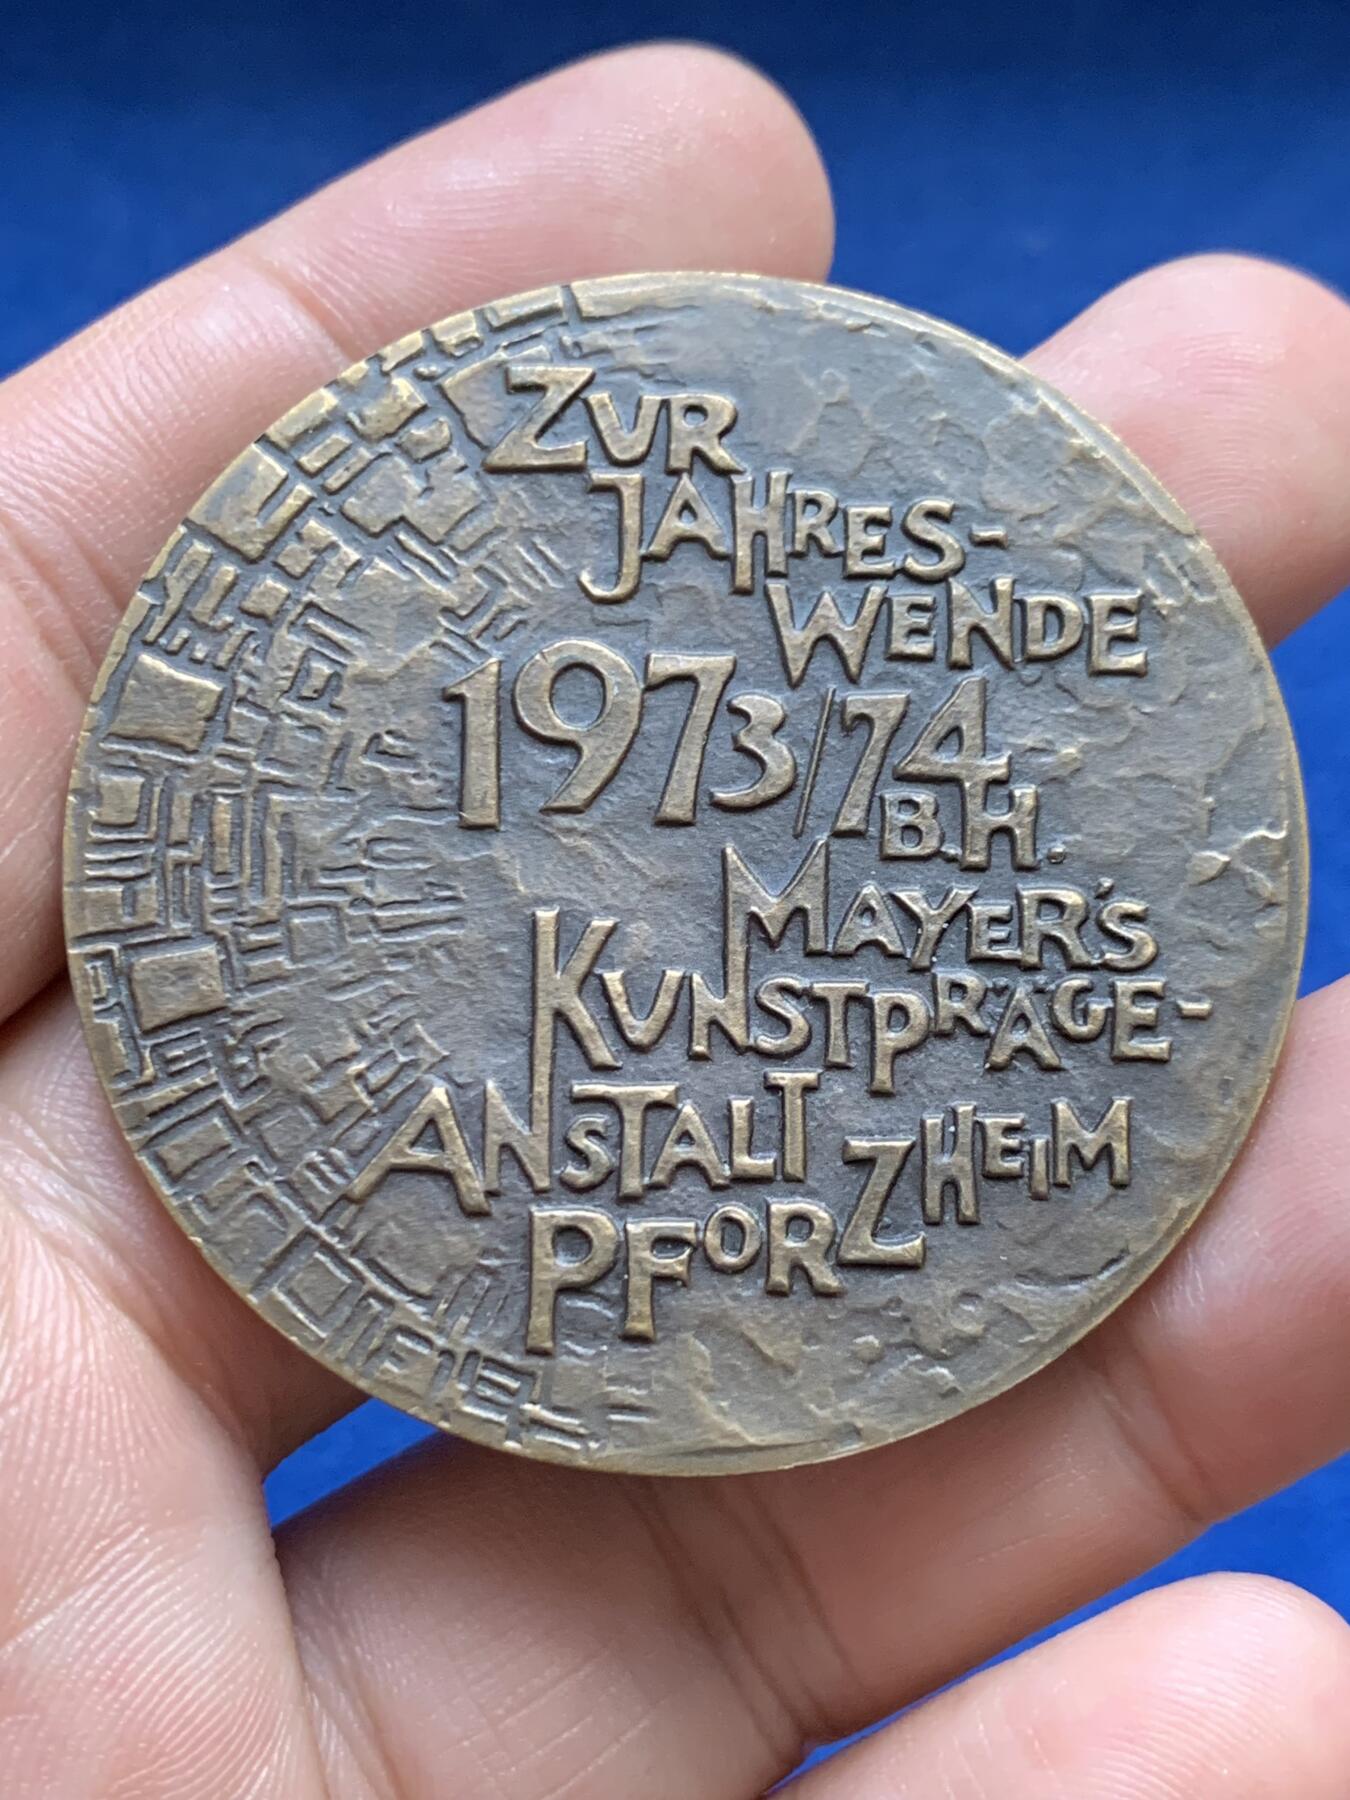 ZUR
JAHRES-
WENDE
1973/74
B.H.
MAYER'S
KUNSTPRÄGE-
ANSTALT
PFORZHEIM